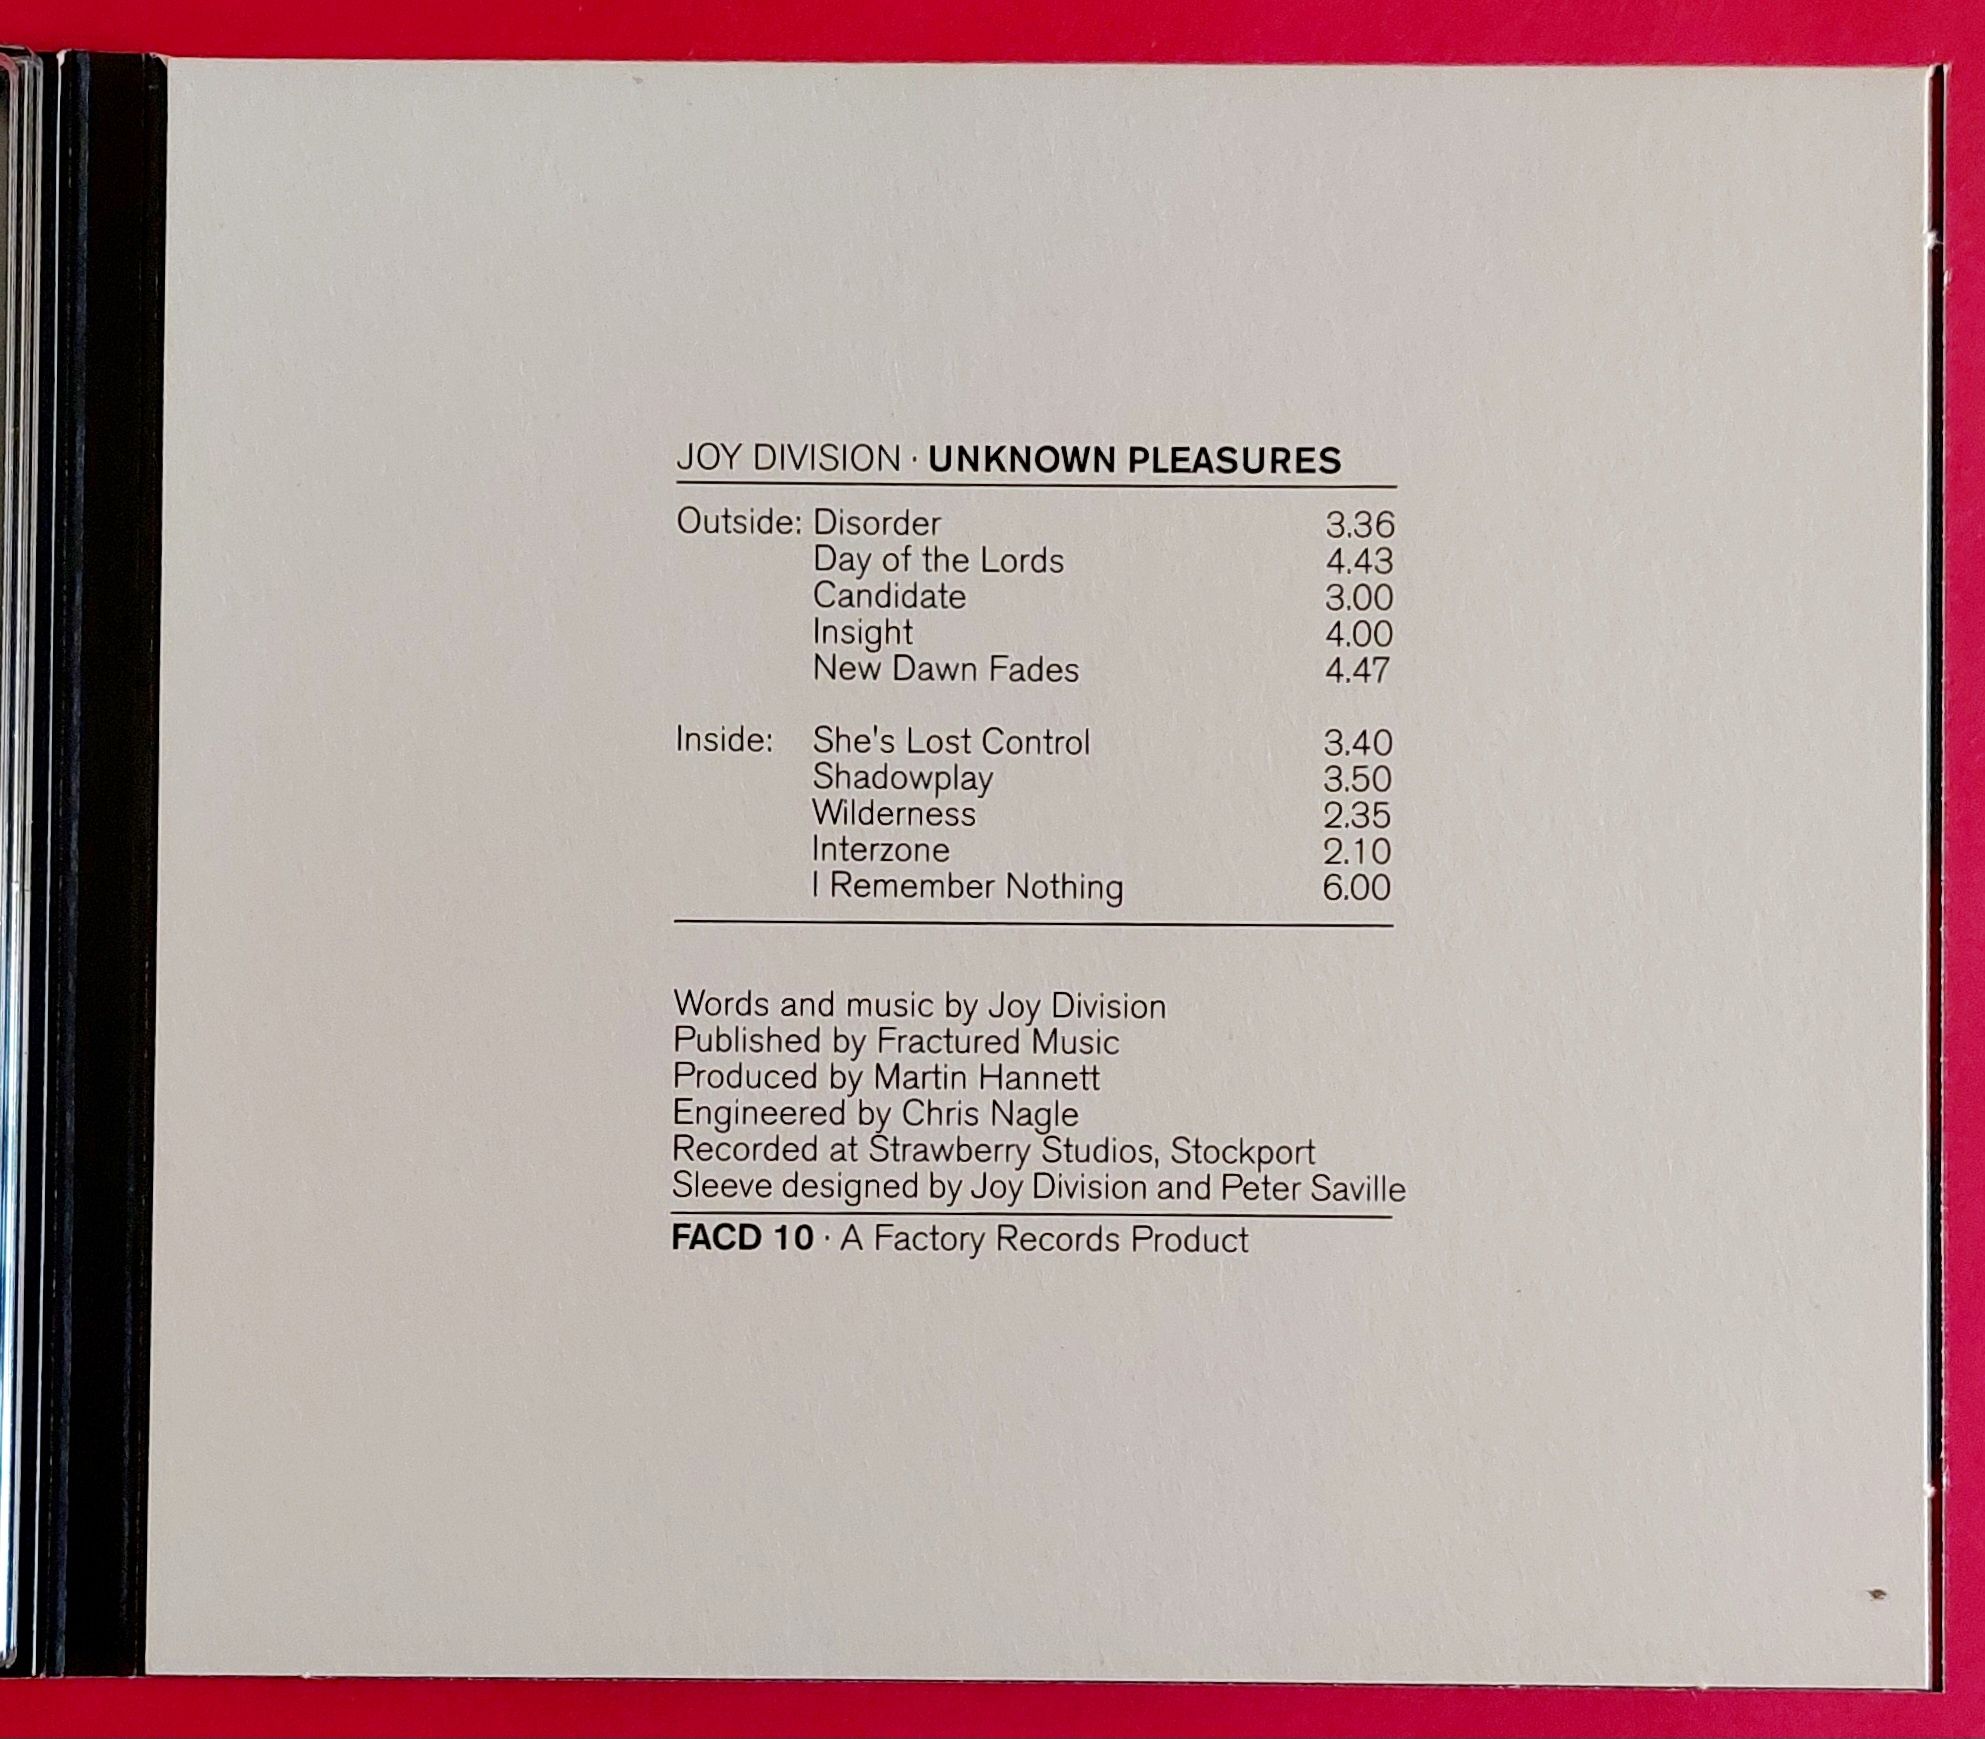 JOY DIVISION · UNKNOWN PLEASURES
Outside: Disorder 3.36
Day of the Lords 4.43
Candidate 3.00
Insight 4.00
New Dawn Fades 4.47
Inside: She's Lost Control 3.40
Shadowplay 3.50
Wilderness 2.35
Interzone 2.10
I Remember Nothing 6.00
Words and music by Joy Division
Published by Fractured Music
Produced by Martin Hannett
Engineered by Chris Nagle
Recorded at Strawberry Studios, Stockport
Sleeve designed by Joy Division and Peter Saville
FACD 10 · A Factory Records Product